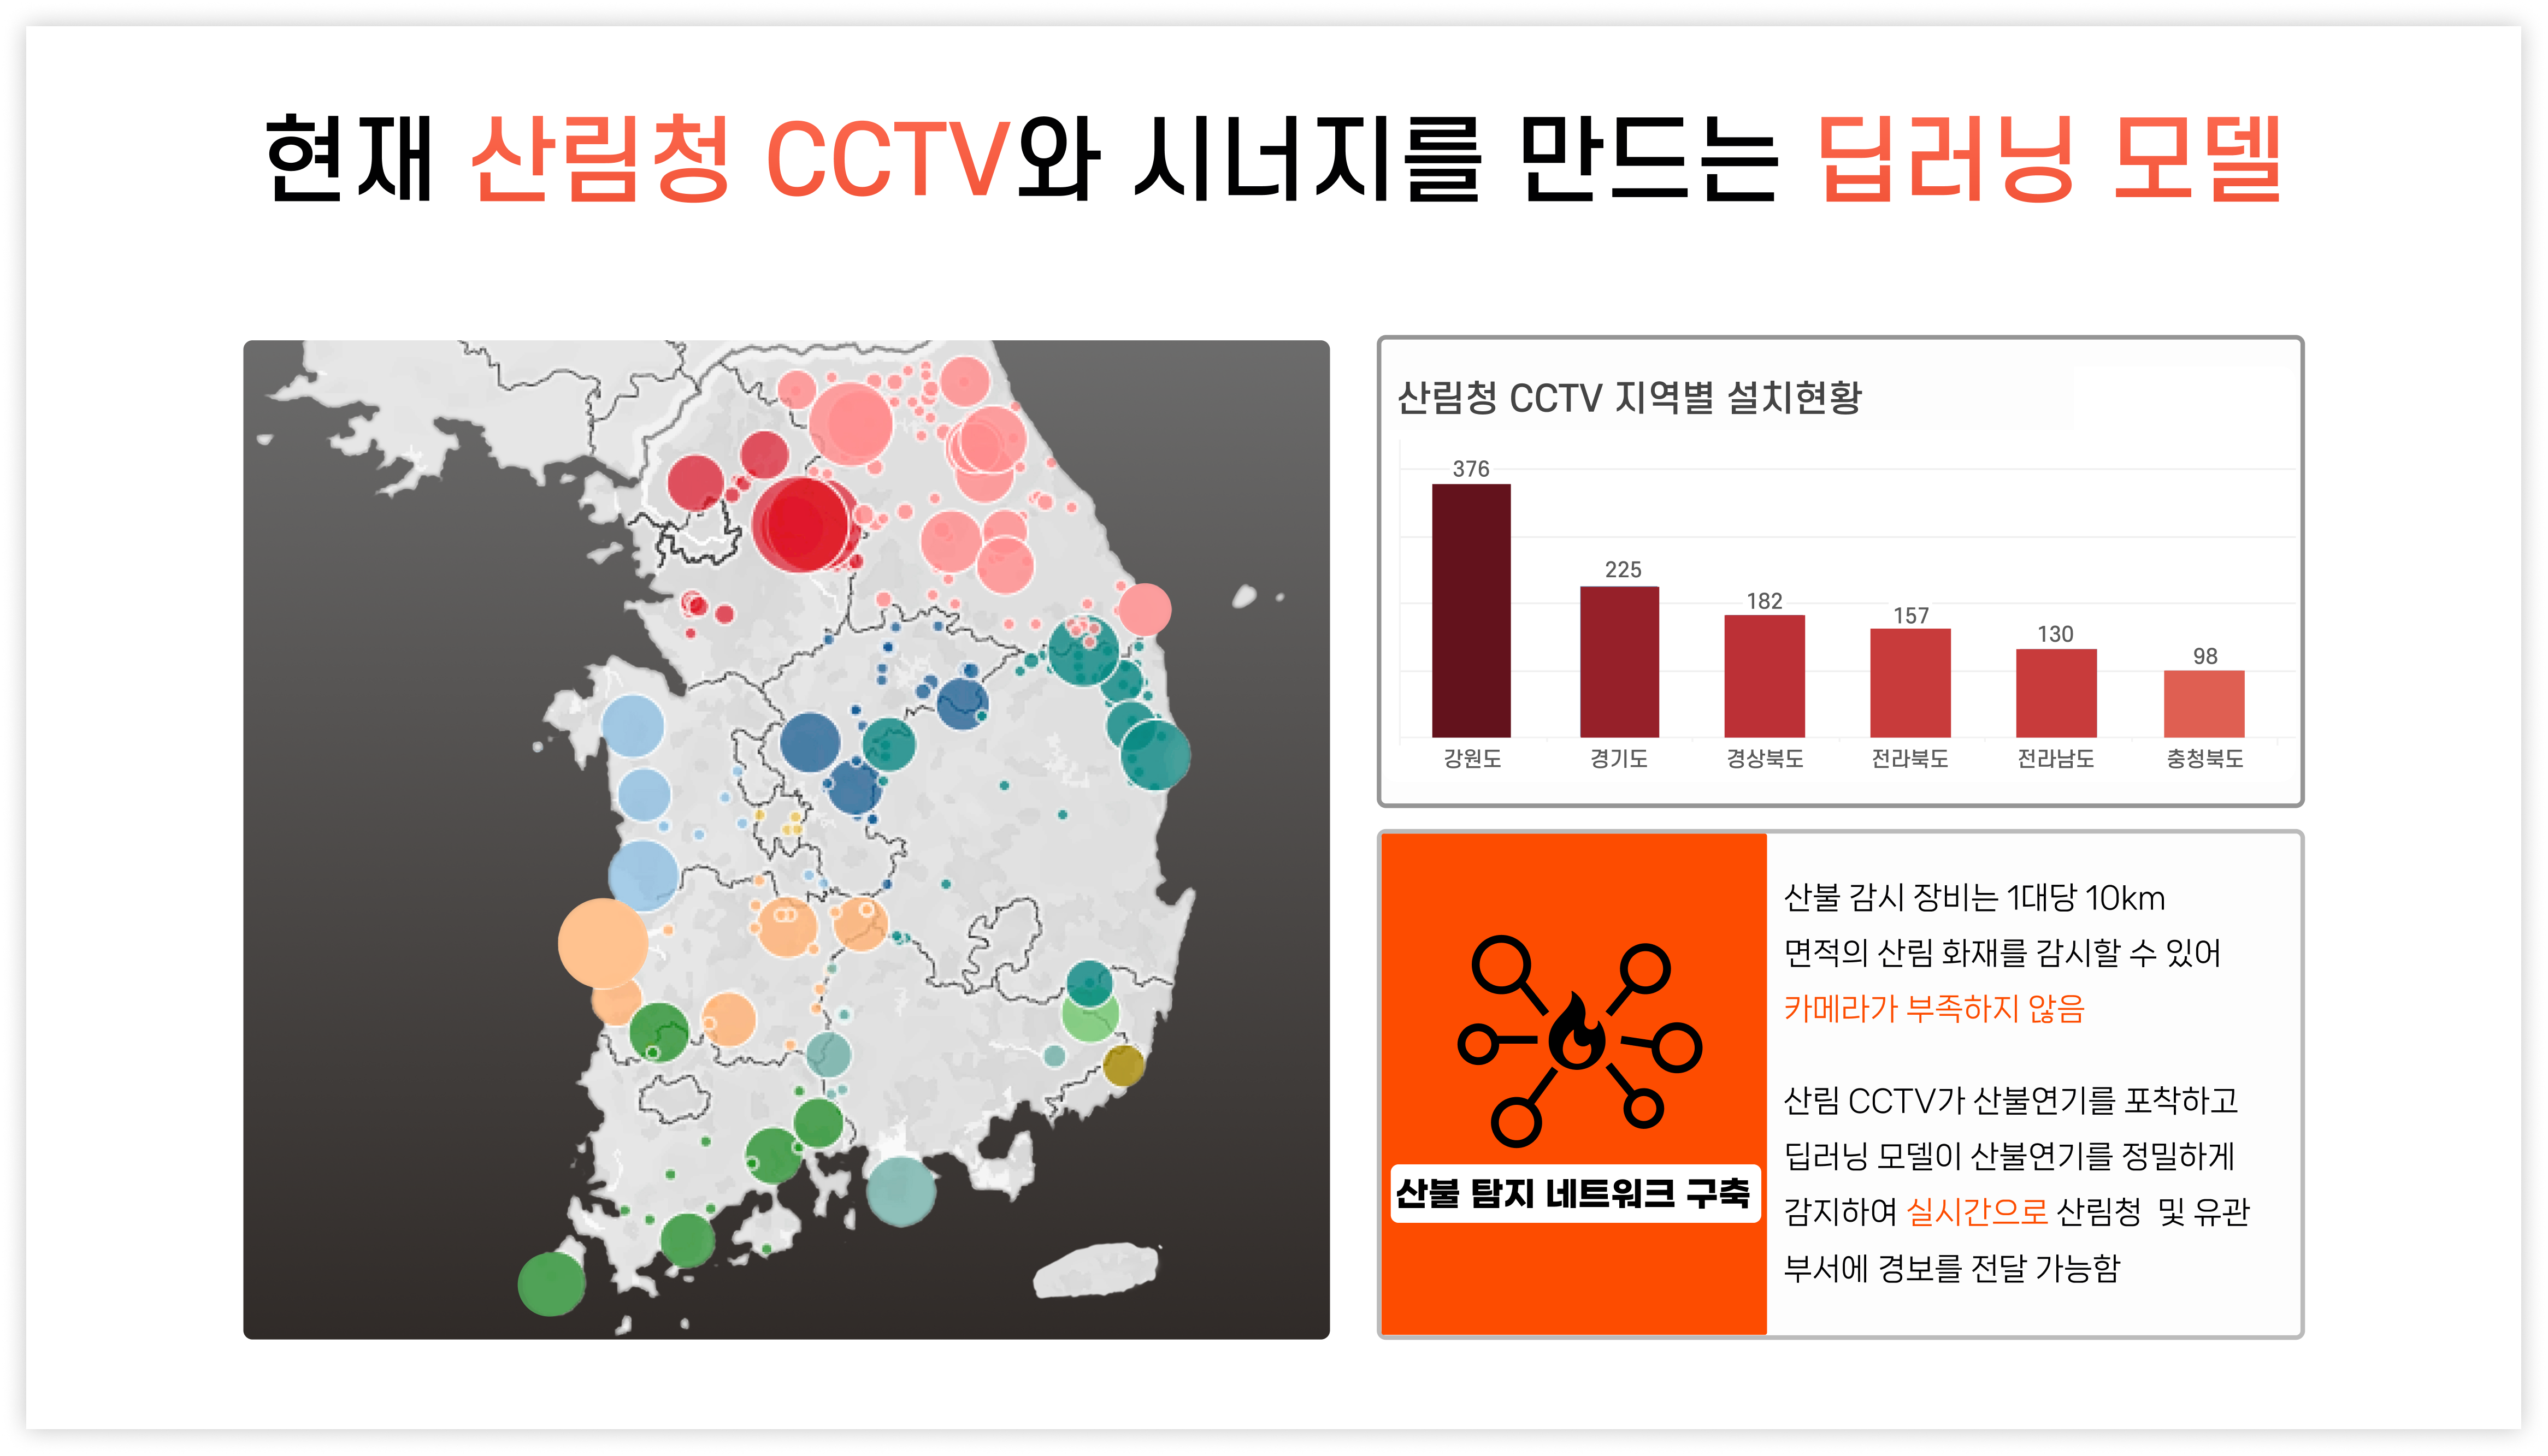 현재 산림청 CCTV와 시너지를 만드는 딥러닝 모델
산림청 CCTV 지역별 설치현황
376
225
182
157
130
98
강원도
경기도
경상북도
전라북도
전라남도
충청북도
산불 탐지 네트워크 구축
산불 감시 장비는 1대당 10km
면적의 산림 화재를 감시할 수 있어
카메라가 부족하지 않음
산림 CCTV가 산불연기를 포착하고
딥러닝 모델이 산불연기를 정밀하게
감지하여 실시간으로 산림청 및 유관
부서에 경보를 전달 가능함